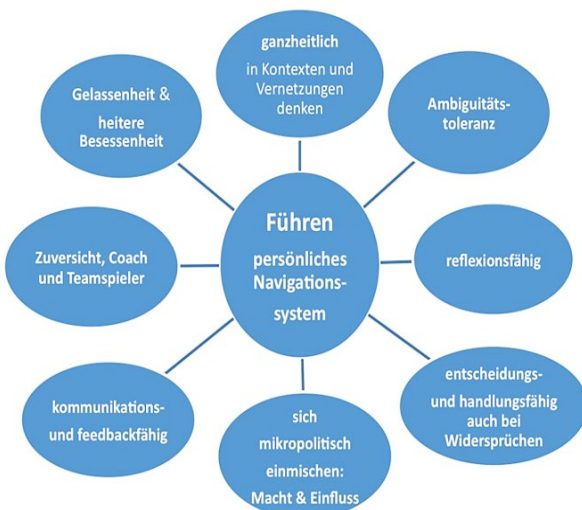 ganzheitlich
in Kontexten und
Vernetzungen
denken
Gelassenheit &
heitere
Besessenheit
Ambiguitäts-
toleranz
Führen
persönliches
Navigations-
system
Zuversicht, Coach
und Teamspieler
reflexionsfähig
kommunikations-
und feedbackfähig
sich
mikropolitisch
einmischen:
Macht & Einfluss
entscheidungs-
und handlungsfähig
auch bei
Widersprüchen